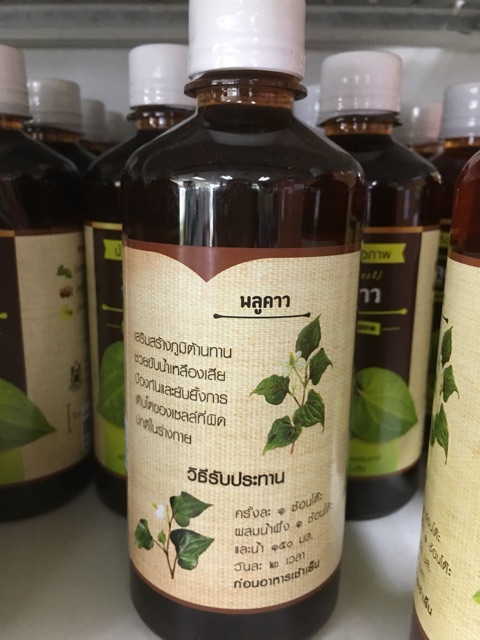 พลูคาว
เสริมสร้างภูมิต้านทาน
ช่วยขับน้ำเหลืองเสีย
ป้องกันและยับยั้งการ
เติบโตของเซลล์ที่ผิด
ปกติในร่างกาย
วิธีรับประทาน
ครั้งละ ๑ ช้อนโต๊ะ
ผสมน้ำผึ้ง ๑ ช้อนโต๊ะ
และน้ำ ๑๕๐ มล.
วันละ ๒ เวลา
ก่อนอาหารเช้าเย็น